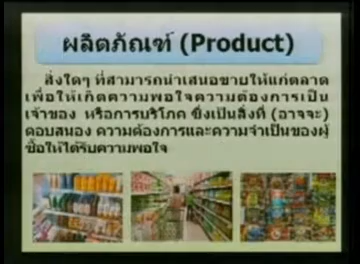 ผลิตภัณฑ์ (Product)
สิ่งใดๆ ที่สามารถนำเสนอขายให้แก่ตลาด
เพื่อให้เกิดความพอใจความต้องการเป็น
เจ้าของ หรือการบริโภค ซึ่งเป็นสิ่งที่ (อาจจะ)
ตอบสนอง ความต้องการและความจำเป็นของผู้
ซื้อให้ได้รับความพอใจ